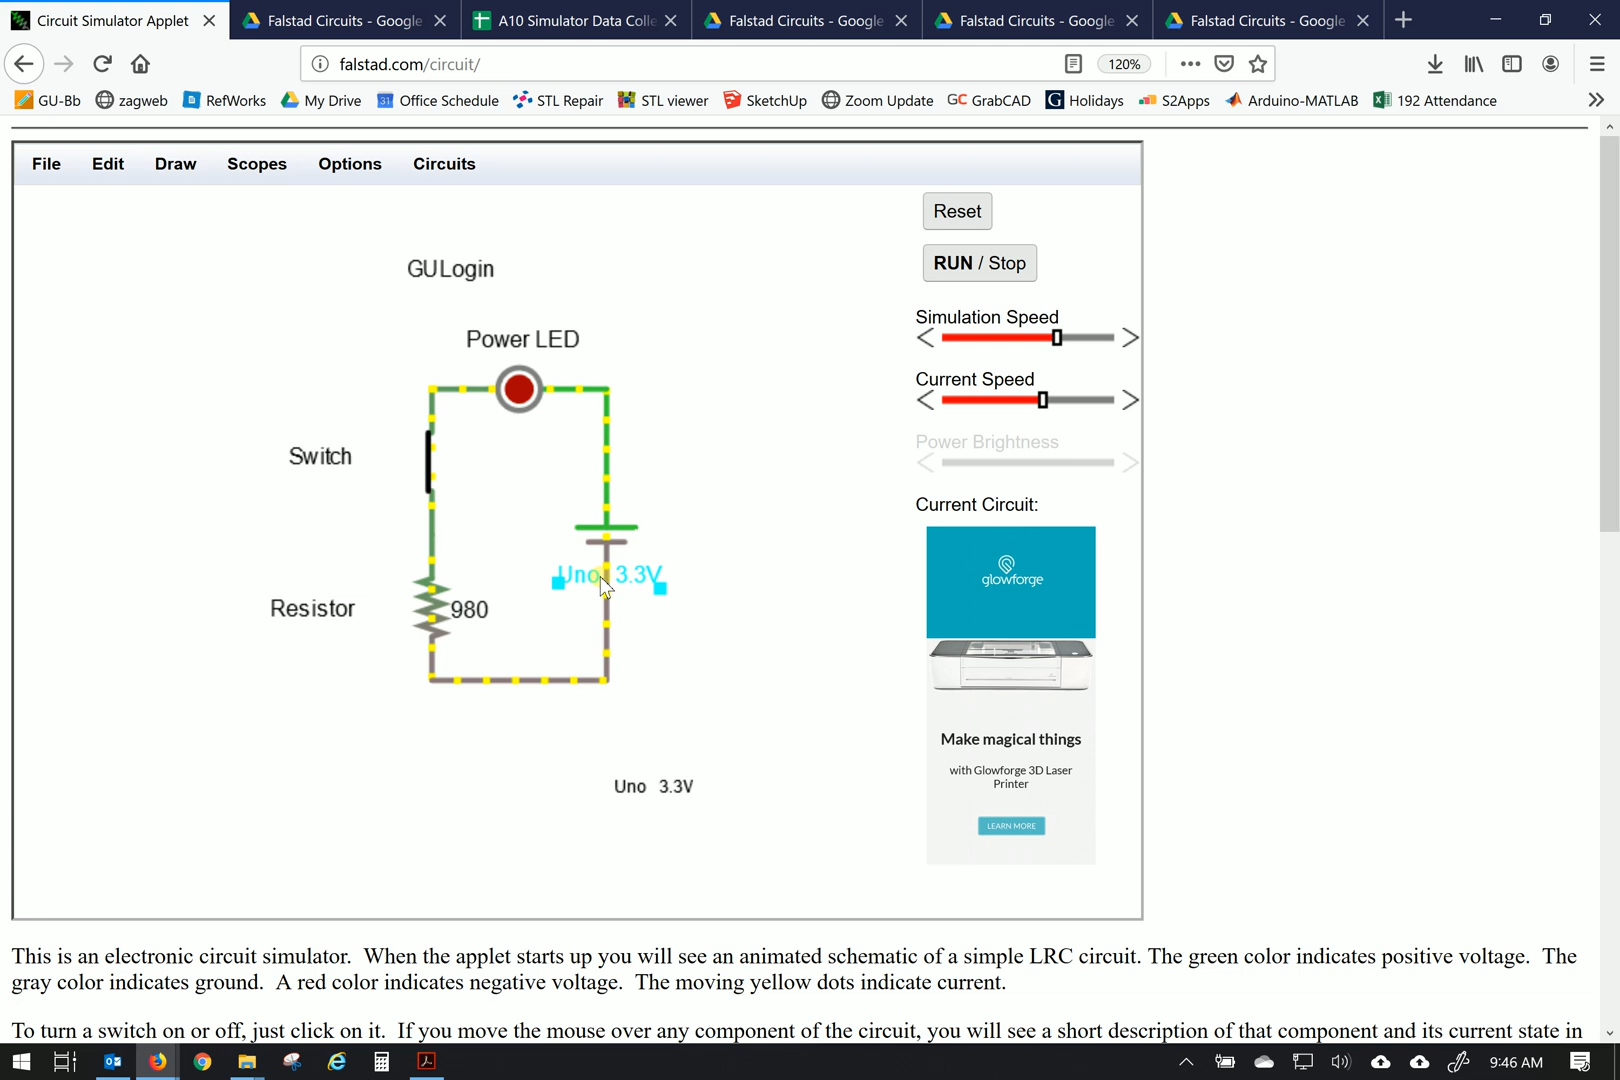 Circuit Simulator Applet
Falstad Circuits - Google
A10 Simulator Data Colle
Falstad Circuits - Google
Falstad Circuits - Google
Falstad Circuits - Google
falstad.com/circuit/
120%
GU-Bb
zagweb
RefWorks
My Drive
31
Office Schedule
STL Repair
STL viewer
SketchUp
Zoom Update
GC GrabCAD
G Holidays
S2Apps
Arduino-MATLAB
192 Attendance
File
Edit
Draw
Scopes
Options
Circuits
Reset
RUN / Stop
GULogin
Simulation Speed
Power LED
Current Speed
Power Brightness
Switch
Current Circuit:
glowforge
Uno 3.3V
Resistor
980
Make magical things
with Glowforge 3D Laser
Printer
Uno 3.3V
LEARN MORE
This is an electronic circuit simulator. When the applet starts up you will see an animated schematic of a simple LRC circuit. The green color indicates positive voltage. The
gray color indicates ground. A red color indicates negative voltage. The moving yellow dots indicate current.
To turn a switch on or off, just click on it. If you move the mouse over any component of the circuit, you will see a short description of that component and its current state in
9:46 AM